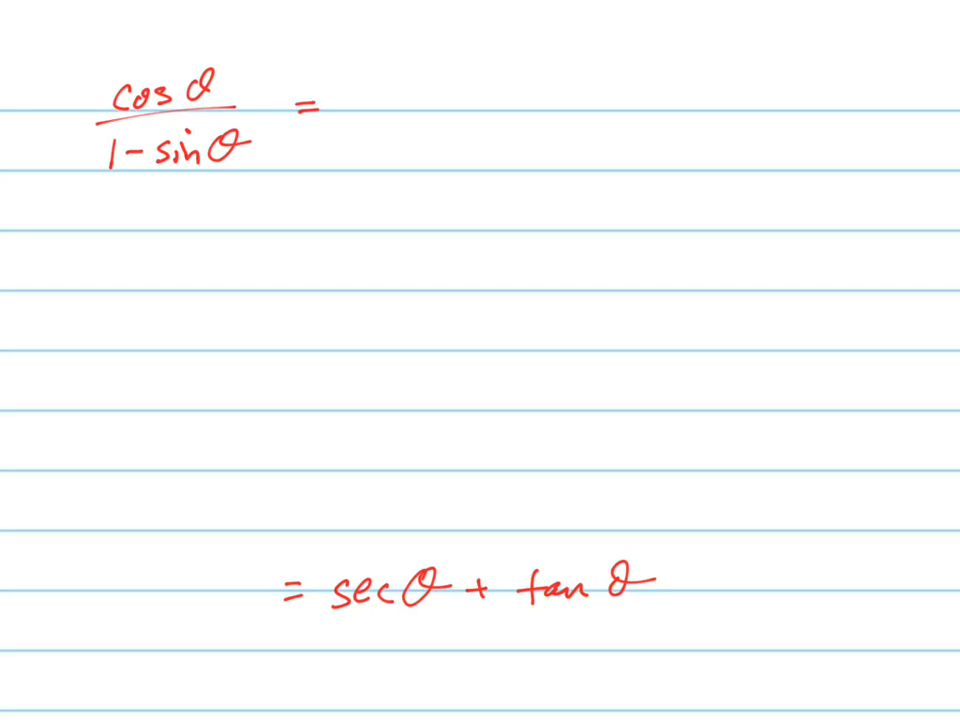 cos θ / 1 - sin θ =
= sec θ + tan θ